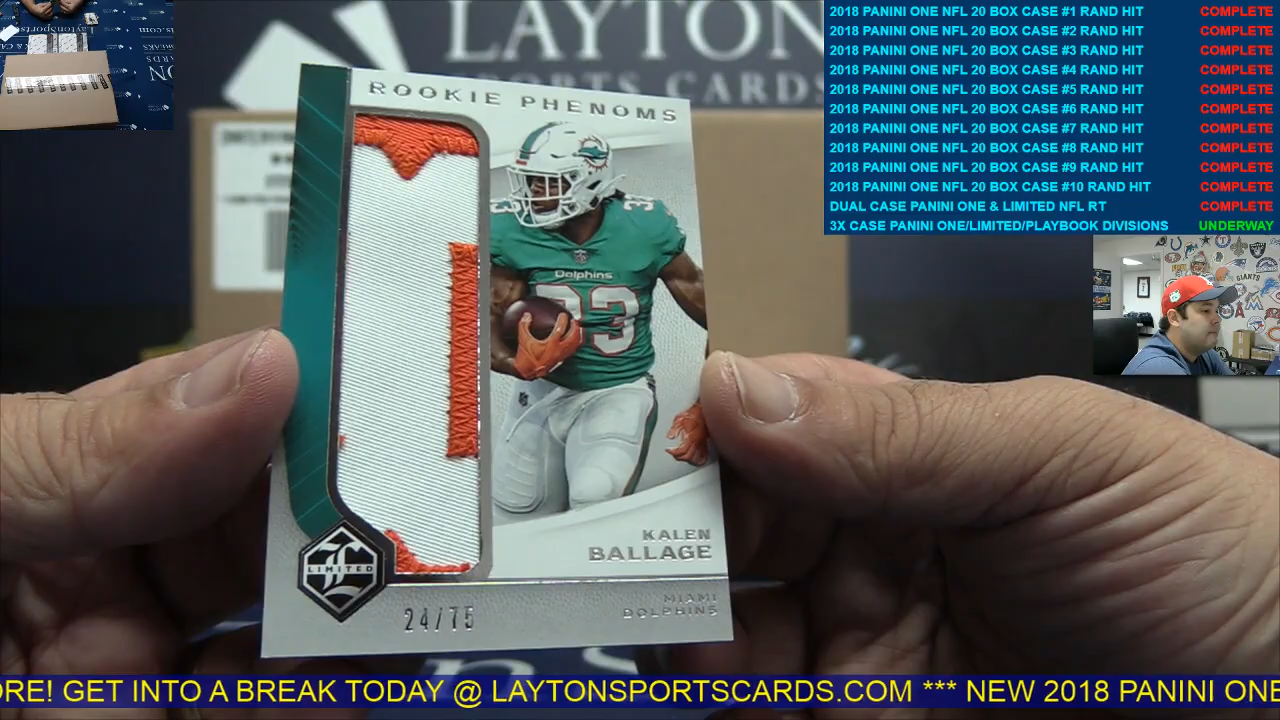 LAYTON
SPORTS CARDS
2018 PANINI ONE NFL 20 BOX CASE #1 RAND HIT COMPLETE
2018 PANINI ONE NFL 20 BOX CASE #2 RAND HIT COMPLETE
2018 PANINI ONE NFL 20 BOX CASE #3 RAND HIT COMPLETE
2018 PANINI ONE NFL 20 BOX CASE #4 RAND HIT COMPLETE
2018 PANINI ONE NFL 20 BOX CASE #5 RAND HIT COMPLETE
2018 PANINI ONE NFL 20 BOX CASE #6 RAND HIT COMPLETE
2018 PANINI ONE NFL 20 BOX CASE #7 RAND HIT COMPLETE
2018 PANINI ONE NFL 20 BOX CASE #8 RAND HIT COMPLETE
2018 PANINI ONE NFL 20 BOX CASE #9 RAND HIT COMPLETE
2018 PANINI ONE NFL 20 BOX CASE #10 RAND HIT COMPLETE
DUAL CASE PANINI ONE & LIMITED NFL RT COMPLETE
3X CASE PANINI ONE/LIMITED/PLAYBOOK DIVISIONS UNDERWAY
ROOKIE PHENOMS
33
Dolphins
33
GIANTS
KALEN
BALLAGE
LIMITED
MIAMI
DOLPHINS
24/75
ORE! GET INTO A BREAK TODAY @ LAYTONSPORTSCARDS.COM *** NEW 2018 PANINI ONE